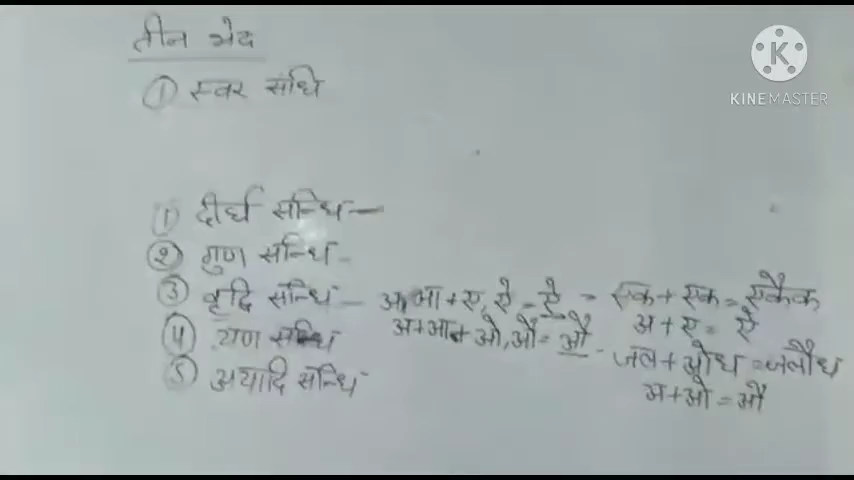 तीन भेद
① स्वर संधि
① दीर्घ सन्धि —
② गुण सन्धि -
③ वृदि सन्धि — अ, आ + ए, ऐ = ऐ = एक + एक = एकैक
अ + ए = ऐ
④ यण सन्धि अ + आ + ओ, औ = औ - जल + ओध = जलौध
अ + ओ = औ
⑤ अयादि सन्धि -
KINEMASTER